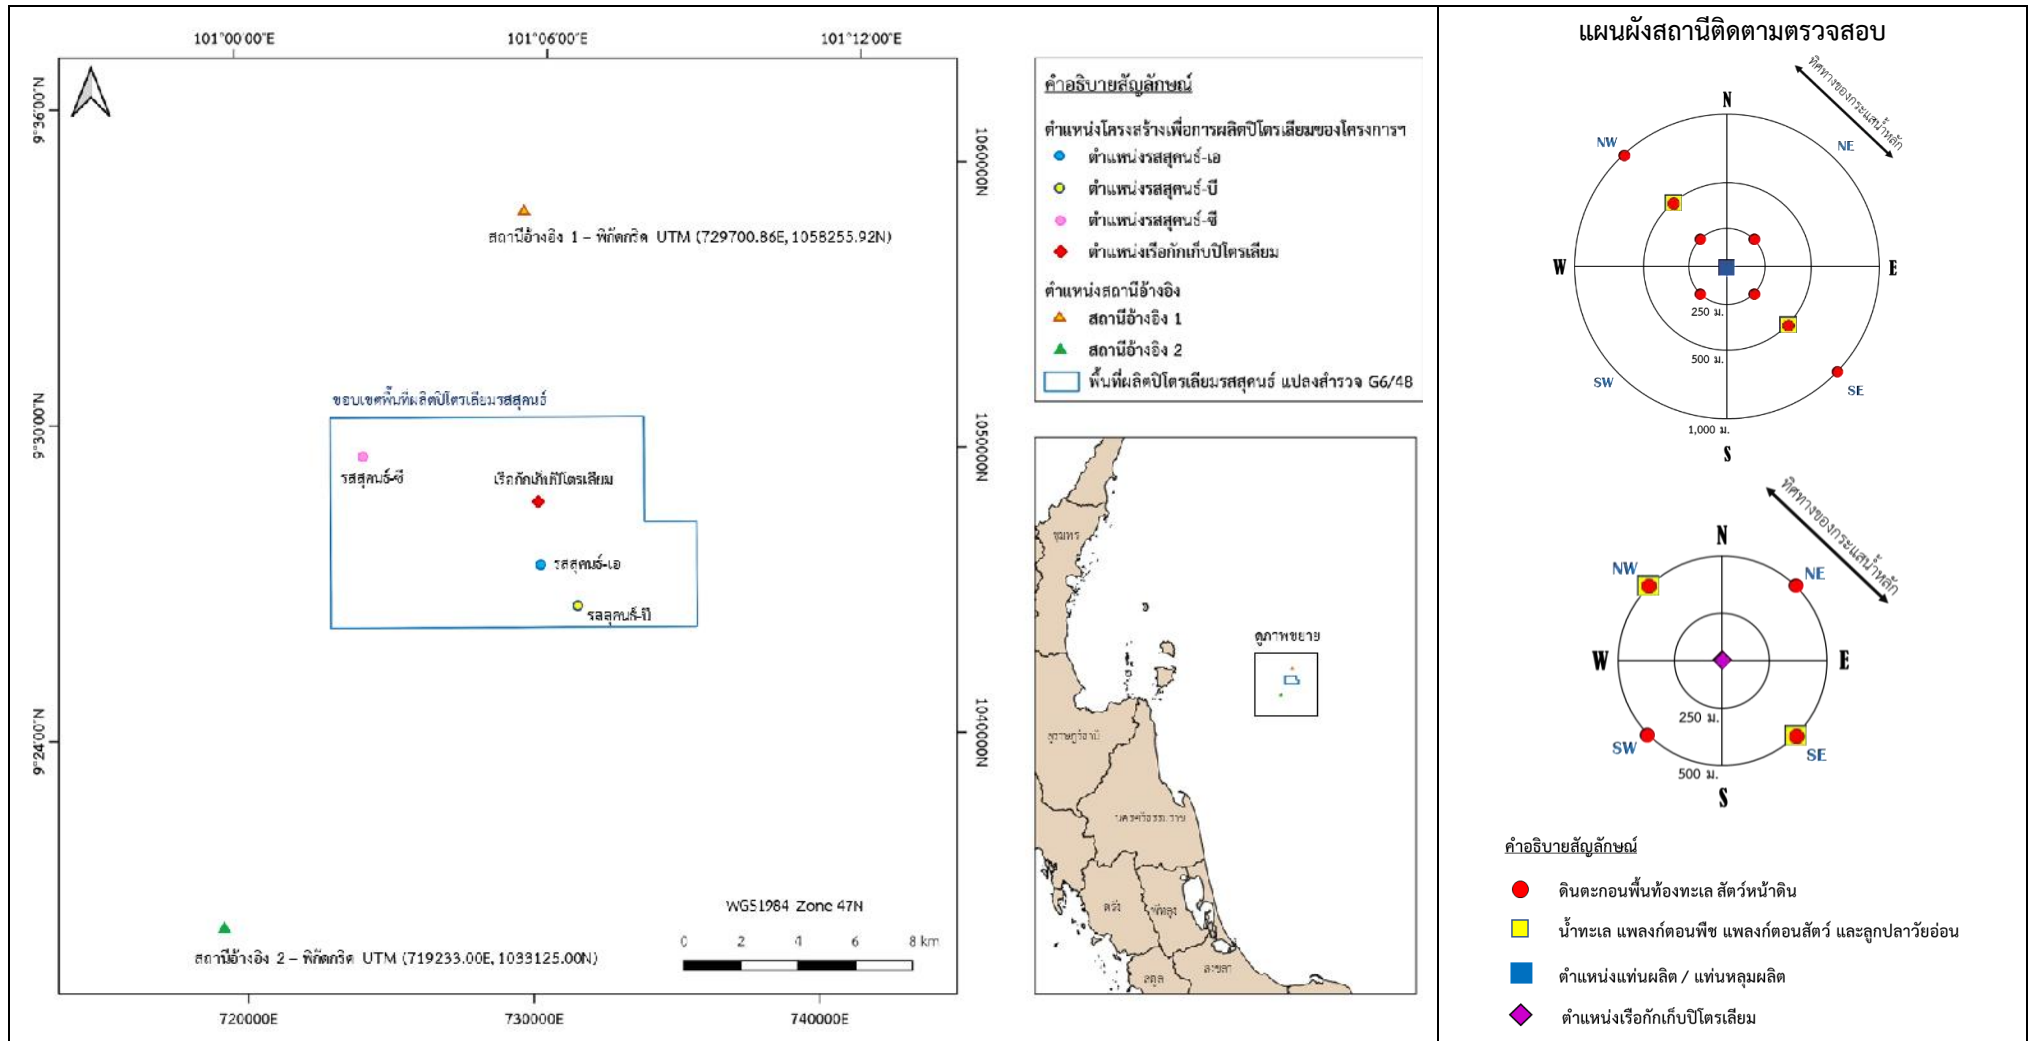 101°00'00"E
101°06'00"E
101°12'00"E
9°36'00"N
9°30'00"N
9°24'00"N
1060000N
1050000N
1040000N
720000E
730000E
740000E
สถานีอ้างอิง 1 – พิกัดกริด UTM (729700.86E, 1058255.92N)
ขอบเขตพื้นที่ผลิตปิโตรเลียมรสสุคนธ์
รสสุคนธ์-ซี
เรือกักเก็บปิโตรเลียม
รสสุคนธ์-เอ
รสสุคนธ์-บี
WGS1984 Zone 47N
0 2 4 6 8 km
สถานีอ้างอิง 2 – พิกัดกริด UTM (719233.00E, 1033125.00N)
คำอธิบายสัญลักษณ์
ตำแหน่งโครงสร้างเพื่อการผลิตปิโตรเลียมของโครงการฯ
ตำแหน่งรสสุคนธ์-เอ
ตำแหน่งรสสุคนธ์-บี
ตำแหน่งรสสุคนธ์-ซี
ตำแหน่งเรือกักเก็บปิโตรเลียม
ตำแหน่งสถานีอ้างอิง
สถานีอ้างอิง 1
สถานีอ้างอิง 2
พื้นที่ผลิตปิโตรเลียมรสสุคนธ์ แปลงสำรวจ G6/48
ชุมพร
ดูภาพขยาย
สุราษฎร์ธานี
นครศรีธรรมราช
ตรัง
พัทลุง
สตูล
สงขลา
แผนผังสถานีติดตามตรวจสอบ
ทิศทางของกระแสน้ำหลัก
N
NW
NE
W
E
250 ม.
500 ม.
SW
SE
1,000 ม.
S
ทิศทางของกระแสน้ำหลัก
N
NW
NE
W
E
250 ม.
SW
SE
500 ม.
S
คำอธิบายสัญลักษณ์
ดินตะกอนพื้นท้องทะเล สัตว์หน้าดิน
น้ำทะเล แพลงก์ตอนพืช แพลงก์ตอนสัตว์ และลูกปลาวัยอ่อน
ตำแหน่งแท่นผลิต / แท่นหลุมผลิต
ตำแหน่งเรือกักเก็บปิโตรเลียม